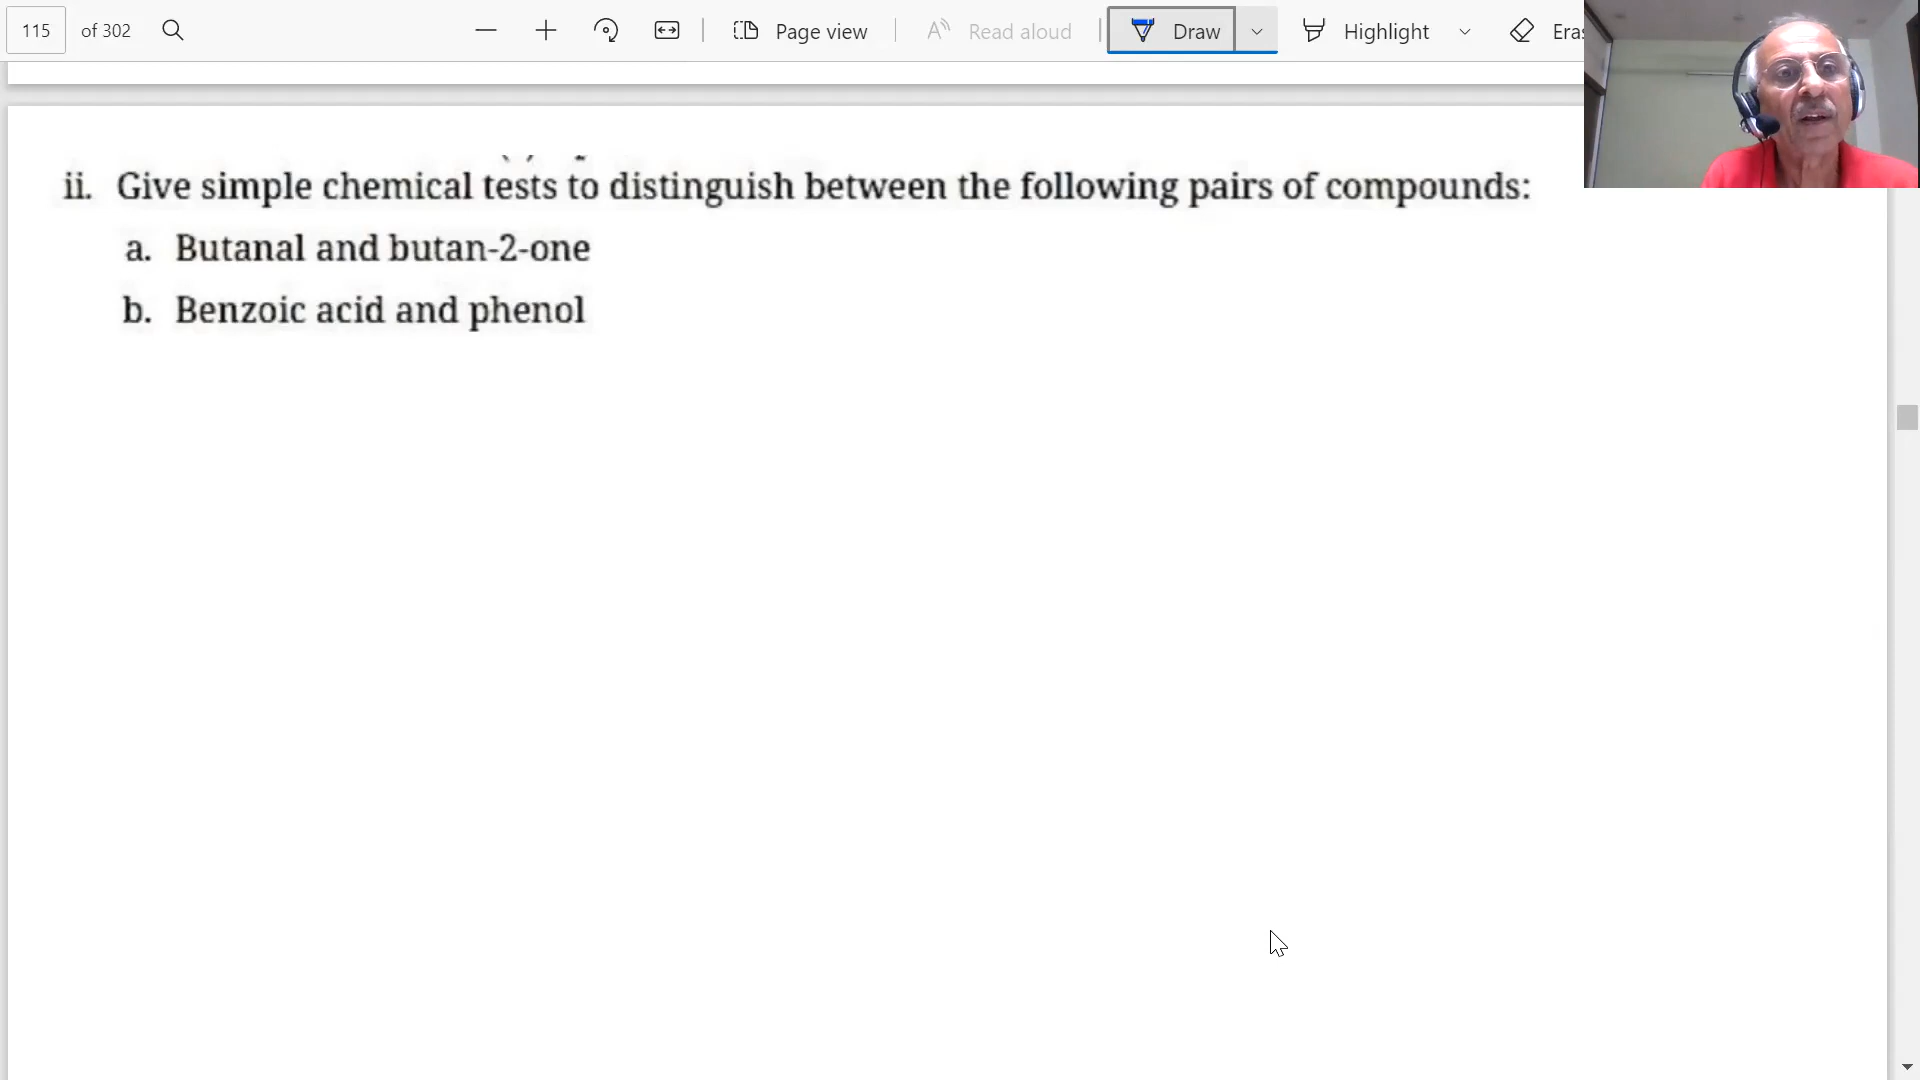 115 of 302 Page view Read aloud Draw Highlight Eras
ii. Give simple chemical tests to distinguish between the following pairs of compounds:
a. Butanal and butan-2-one
b. Benzoic acid and phenol